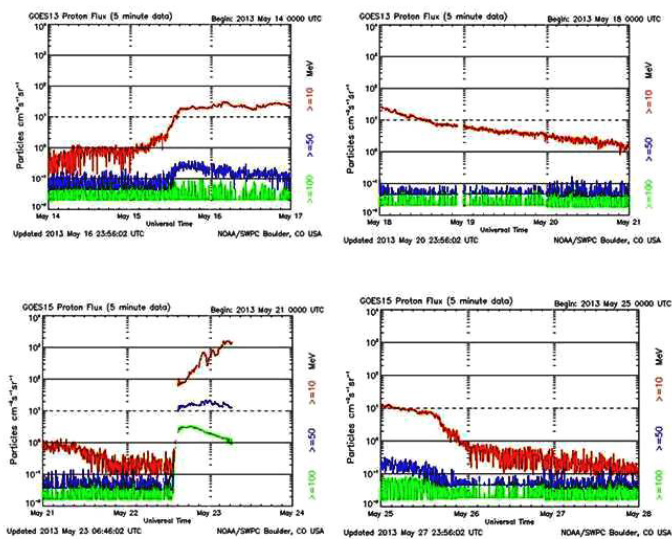 GOES13 Proton Flux (5 minute data) Begin: 2013 May 14 0000 UTC
Particles cm⁻²s⁻¹sr⁻¹
MeV
>=10
>=50
>=100
May 14 May 15 May 16 May 17
Universal Time
Updated 2013 May 16 23:56:02 UTC NOAA/SWPC Boulder, CO USA
GOES13 Proton Flux (5 minute data) Begin: 2013 May 18 0000 UTC
Particles cm⁻²s⁻¹sr⁻¹
MeV
>=10
>=50
>=100
May 18 May 19 May 20 May 21
Universal Time
Updated 2013 May 20 23:56:02 UTC NOAA/SWPC Boulder, CO USA
GOES15 Proton Flux (5 minute data) Begin: 2013 May 21 0000 UTC
Particles cm⁻²s⁻¹sr⁻¹
MeV
>=10
>=50
>=100
May 21 May 22 May 23 May 24
Universal Time
Updated 2013 May 23 06:46:02 UTC NOAA/SWPC Boulder, CO USA
GOES15 Proton Flux (5 minute data) Begin: 2013 May 25 0000 UTC
Particles cm⁻²s⁻¹sr⁻¹
MeV
>=10
>=50
>=100
May 25 May 26 May 27 May 28
Universal Time
Updated 2013 May 27 23:56:02 UTC NOAA/SWPC Boulder, CO USA